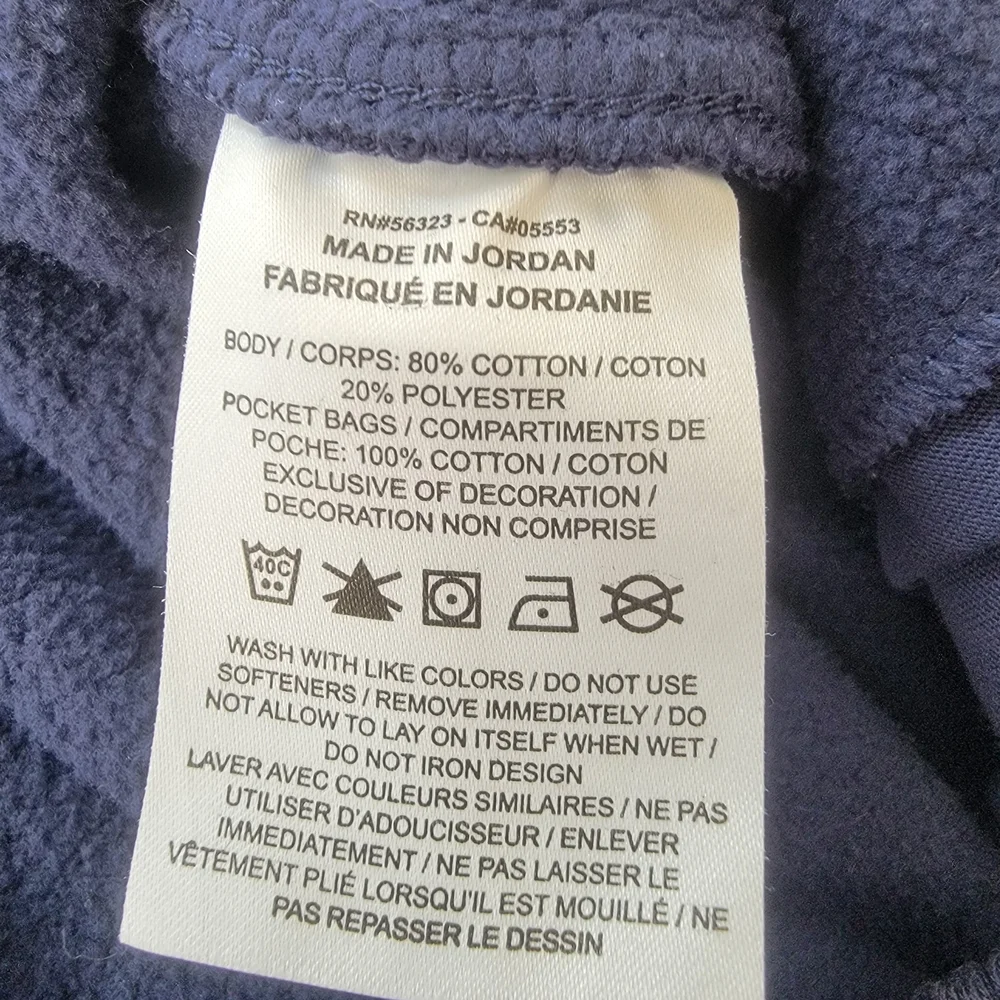 RN#56323 - CA#05553
MADE IN JORDAN
FABRIQUÉ EN JORDANIE
BODY / CORPS: 80% COTTON / COTON
20% POLYESTER
POCKET BAGS / COMPARTIMENTS DE
POCHE: 100% COTTON / COTON
EXCLUSIVE OF DECORATION /
DECORATION NON COMPRISE
40C
WASH WITH LIKE COLORS / DO NOT USE
SOFTENERS / REMOVE IMMEDIATELY / DO
NOT ALLOW TO LAY ON ITSELF WHEN WET /
DO NOT IRON DESIGN
LAVER AVEC COULEURS SIMILAIRES / NE PAS
UTILISER D'ADOUCISSEUR / ENLEVER
IMMEDIATEMENT / NE PAS LAISSER LE
VÊTEMENT PLIÉ LORSQU'IL EST MOUILLÉ / NE
PAS REPASSER LE DESSIN